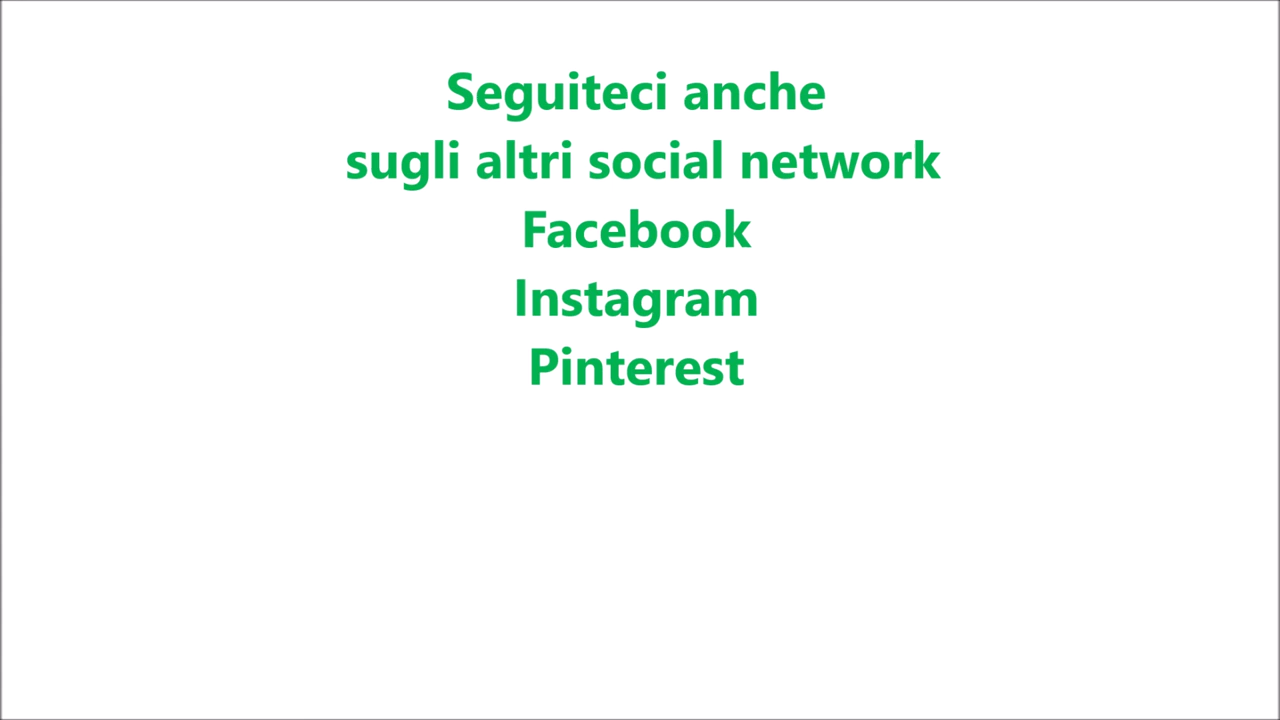 Seguiteci anche
sugli altri social network
Facebook
Instagram
Pinterest